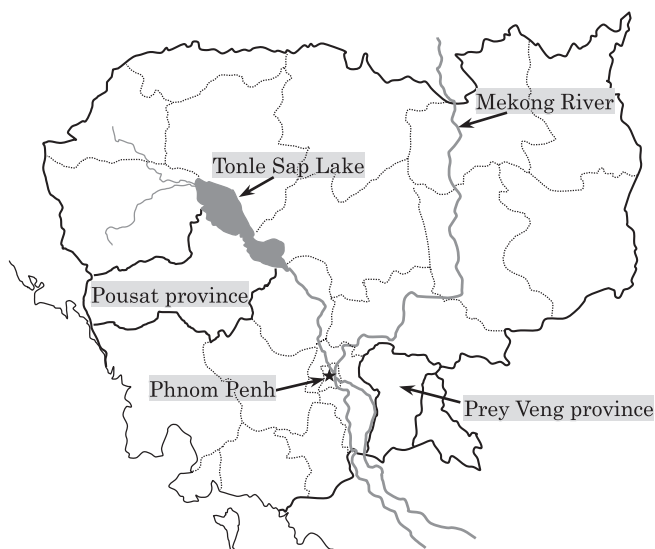 Mekong River
Tonle Sap Lake
Pousat province
Phnom Penh
Prey Veng province